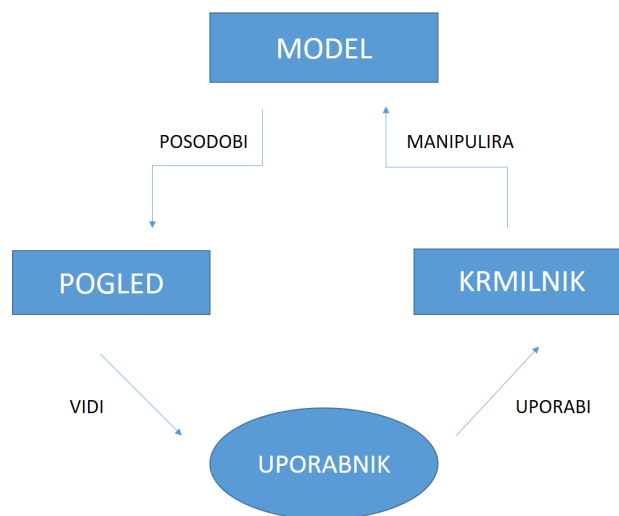 MODEL
POSODOBI
MANIPULIRA
POGLED
KRMILNIK
VIDI
UPORABI
UPORABNIK